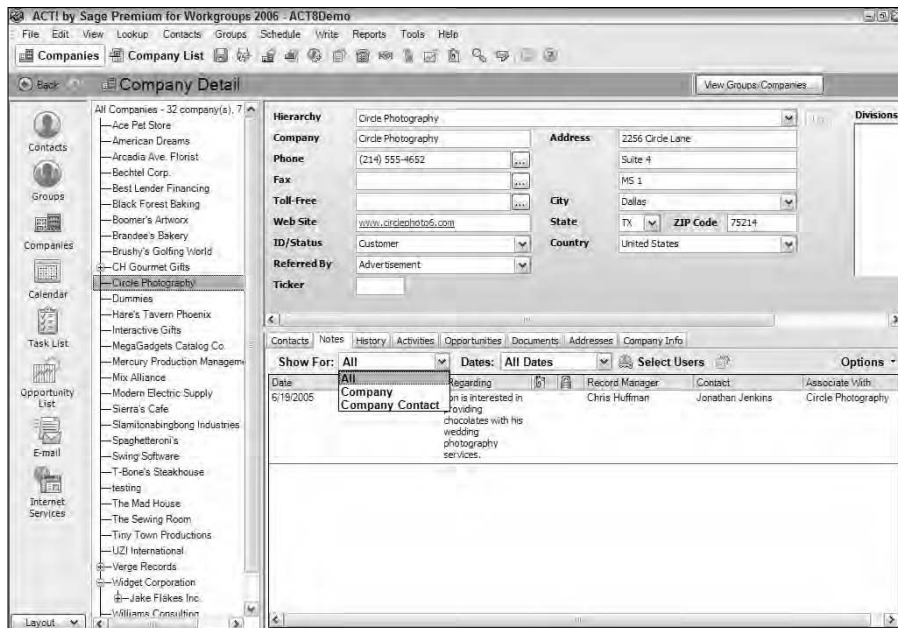 ACT! by Sage Premium for Workgroups 2006 - ACT8Demo
File Edit View Lookup Contacts Groups Schedule Write Reports Tools Help
Companies Company List
Back Company Detail View Groups/Companies
Contacts
Groups
Companies
Calendar
Task List
Opportunity
List
E-mail
Internet
Services
Layout
All Companies - 32 company(s), 7
Ace Pet Store
American Dreams
Arcadia Ave. Florist
Bechtel Corp.
Best Lender Financing
Black Forest Baking
Boomer's Artworx
Brandee's Bakery
Brushy's Golfing World
CH Gourmet Gifts
Circle Photography
Dummies
Hare's Tavern Phoenix
Interactive Gifts
MegaGadgets Catalog Co.
Mercury Production Managem
Mix Alliance
Modern Electric Supply
Sierra's Cafe
Slamitonabingbong Industries
Spaghetteroni's
Swing Software
T-Bone's Steakhouse
testing
The Mad House
The Sewing Room
Tiny Town Productions
UZI International
Verge Records
Widget Corporation
Jake Flakes Inc.
Williams Consulting
Hierarchy Circle Photography Divisions
Company Circle Photography Address 2256 Circle Lane
Phone (214) 555-4652 ... Suite 4
Fax ... MS 1
Toll-Free ... City Dallas
Web Site www.circlephoto6.com State TX ZIP Code 75214
ID/Status Customer Country United States
Referred By Advertisement
Ticker
Contacts Notes History Activities Opportunities Documents Addresses Company Info
Show For: All Dates: All Dates Select Users Options
All
Company
Company Contact
Date Regarding Record Manager Contact Associate With
6/19/2005 on is interested in Chris Huffman Jonathan Jenkins Circle Photography
providing
chocolates with his
wedding
photography
services.